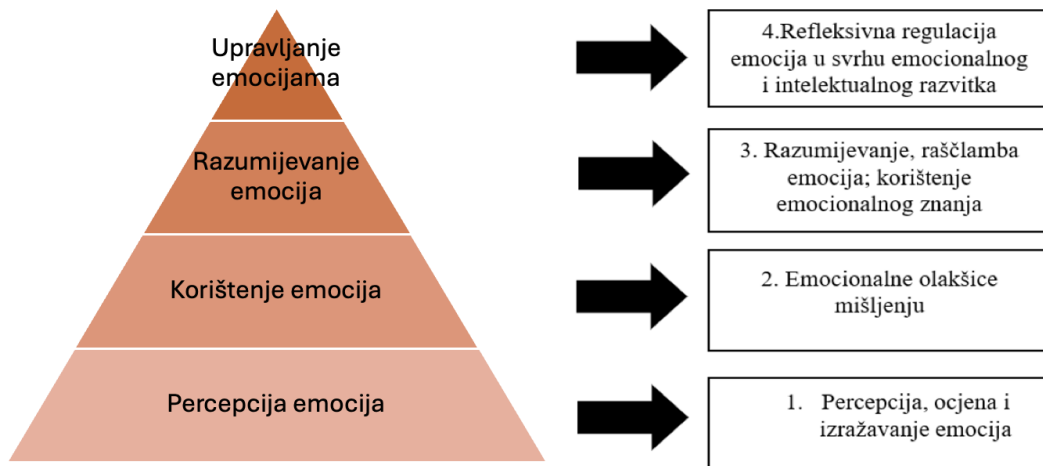 Upravljanje
emocijama
4.Refleksivna regulacija
emocija u svrhu emocionalnog
i intelektualnog razvitka
Razumijevanje
emocija
3. Razumijevanje, raščlamba
emocija; korištenje
emocionalnog znanja
Korištenje emocija
2. Emocionalne olakšice
mišljenju
Percepcija emocija
1. Percepcija, ocjena i
izražavanje emocija